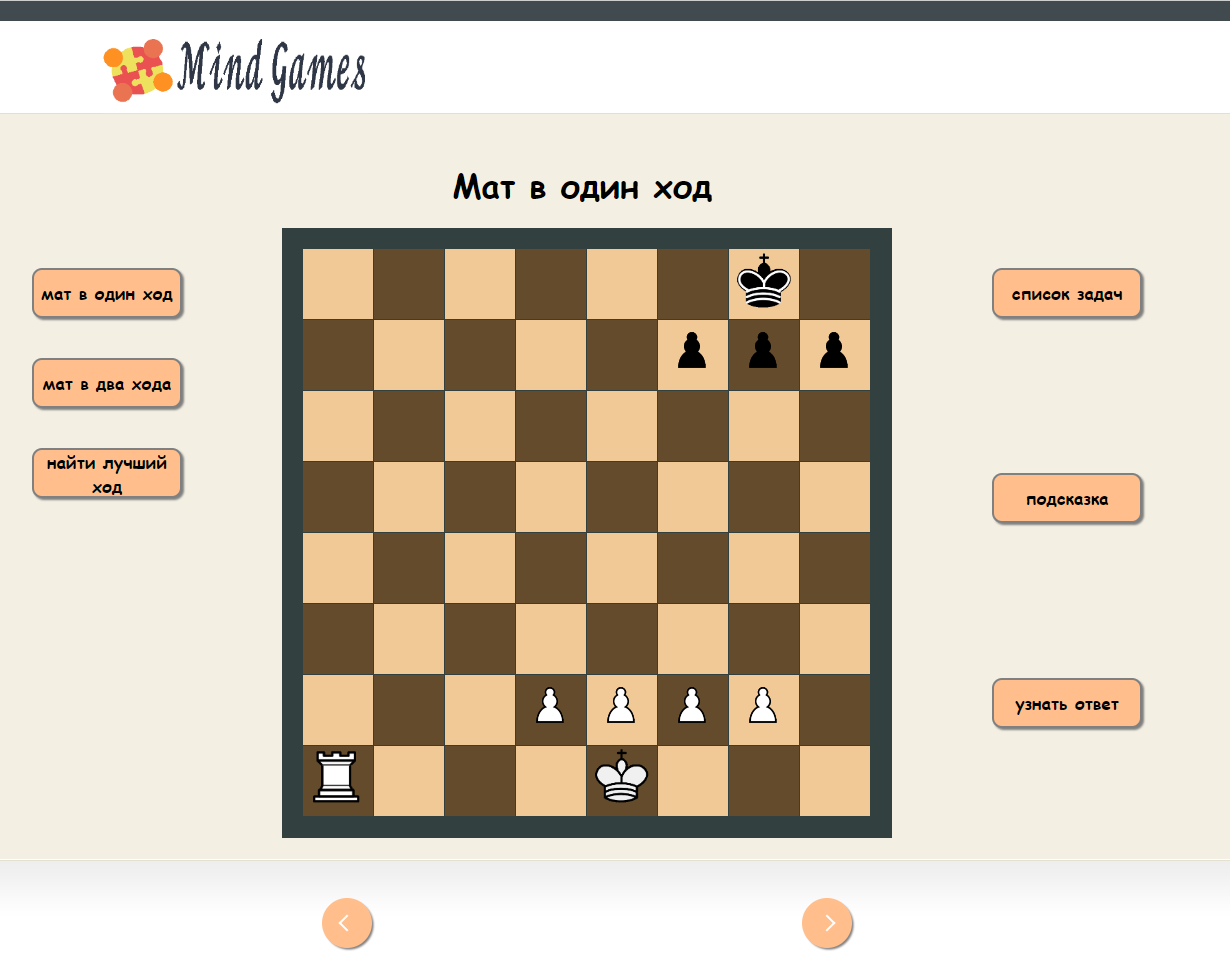 Mind Games
Мат в один ход
мат в один ход
мат в два хода
найти лучший
ход
список задач
подсказка
узнать ответ